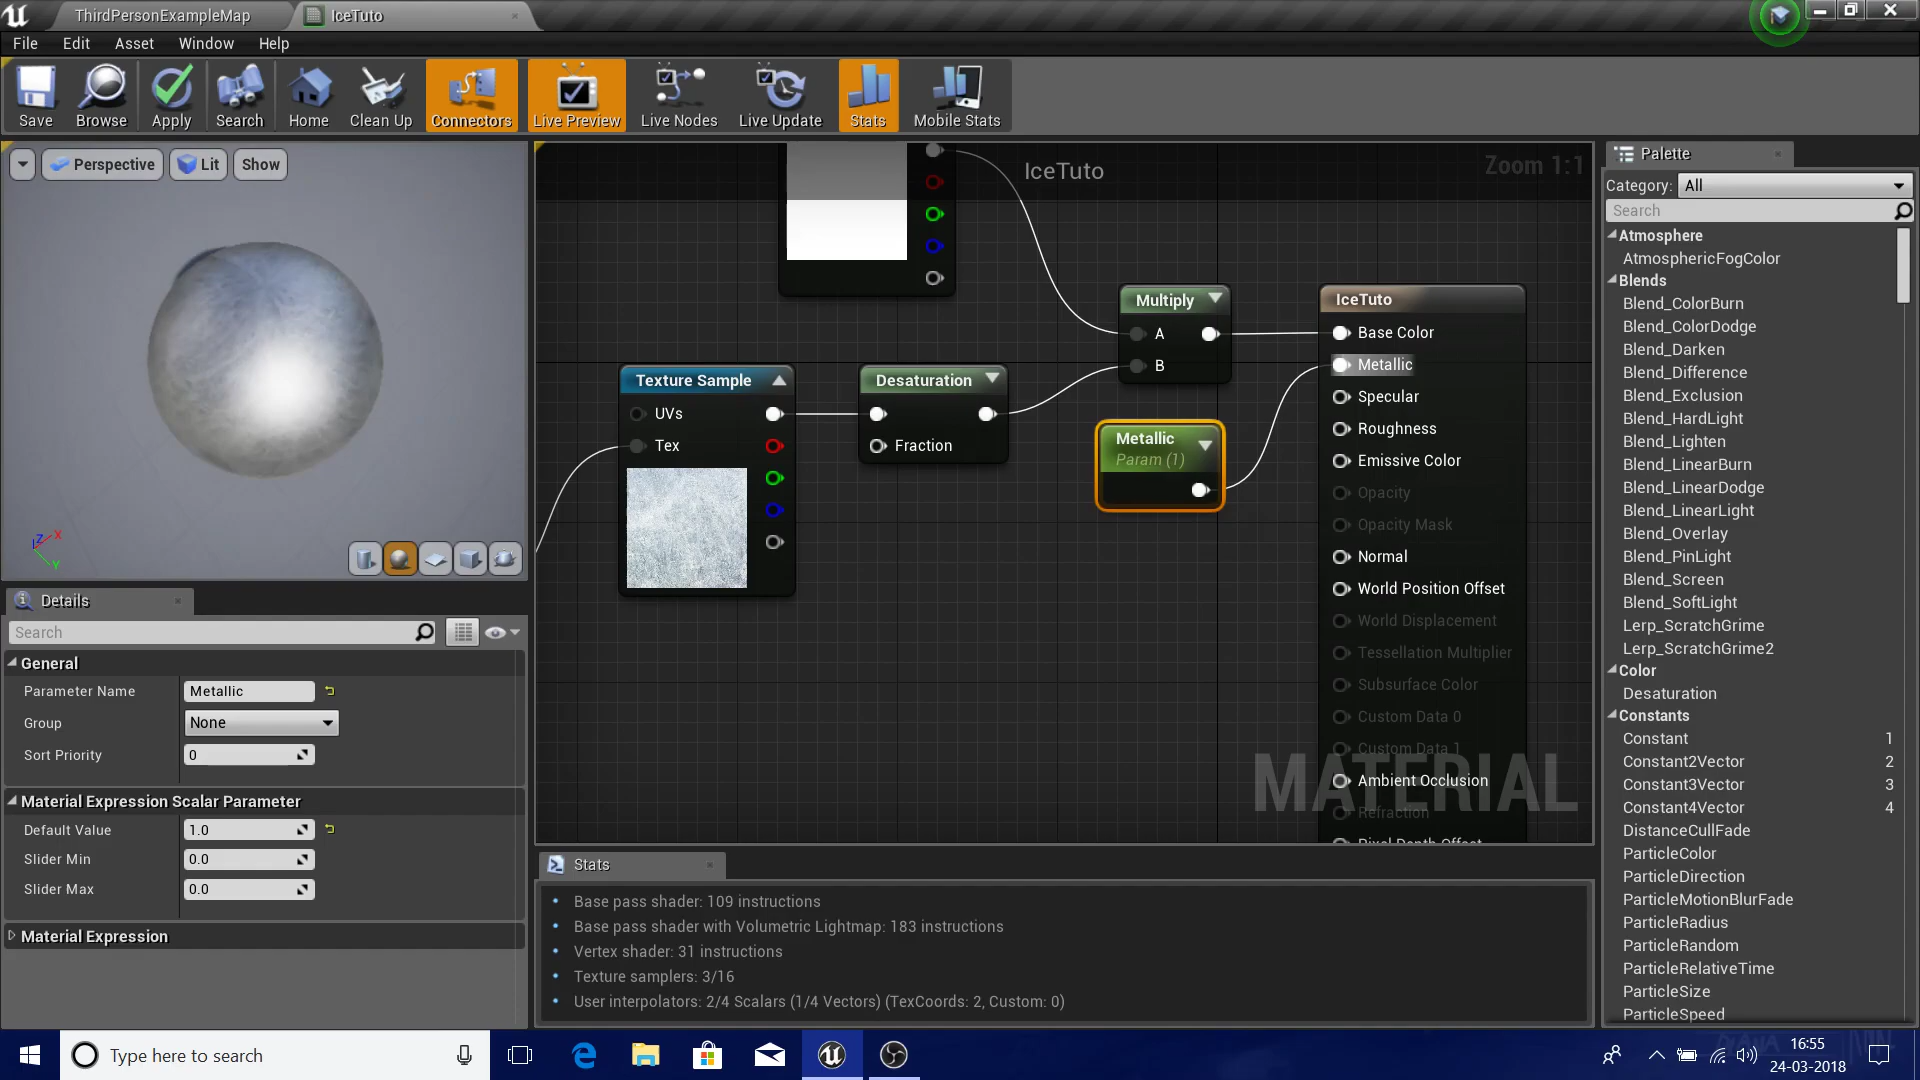 ThirdPersonExampleMap
IceTuto
File Edit Asset Window Help
Save Browse Apply Search Home Clean Up Connectors Live Preview Live Nodes Live Update Stats Mobile Stats
Perspective Lit Show
Z X Y
Details
Search
General
Parameter Name Metallic
Group None
Sort Priority 0
Material Expression Scalar Parameter
Default Value 1.0
Slider Min 0.0
Slider Max 0.0
Material Expression
IceTuto
Zoom 1:1
Texture Sample
UVs
Tex
Desaturation
Fraction
Multiply
A
B
Metallic
Param (1)
IceTuto
Base Color
Metallic
Specular
Roughness
Emissive Color
Opacity
Opacity Mask
Normal
World Position Offset
World Displacement
Tessellation Multiplier
Subsurface Color
Custom Data 0
Custom Data 1
Ambient Occlusion
Refraction
Pixel Depth Offset
MATERIAL
Stats
Base pass shader: 109 instructions
Base pass shader with Volumetric Lightmap: 183 instructions
Vertex shader: 31 instructions
Texture samplers: 3/16
User interpolators: 2/4 Scalars (1/4 Vectors) (TexCoords: 2, Custom: 0)
Palette
Category: All
Search
Atmosphere
AtmosphericFogColor
Blends
Blend_ColorBurn
Blend_ColorDodge
Blend_Darken
Blend_Difference
Blend_Exclusion
Blend_HardLight
Blend_Lighten
Blend_LinearBurn
Blend_LinearDodge
Blend_LinearLight
Blend_Overlay
Blend_PinLight
Blend_Screen
Blend_SoftLight
Lerp_ScratchGrime
Lerp_ScratchGrime2
Color
Desaturation
Constants
Constant 1
Constant2Vector 2
Constant3Vector 3
Constant4Vector 4
DistanceCullFade
ParticleColor
ParticleDirection
ParticleMotionBlurFade
ParticleRadius
ParticleRandom
ParticleRelativeTime
ParticleSize
ParticleSpeed
Type here to search
16:55
24-03-2018